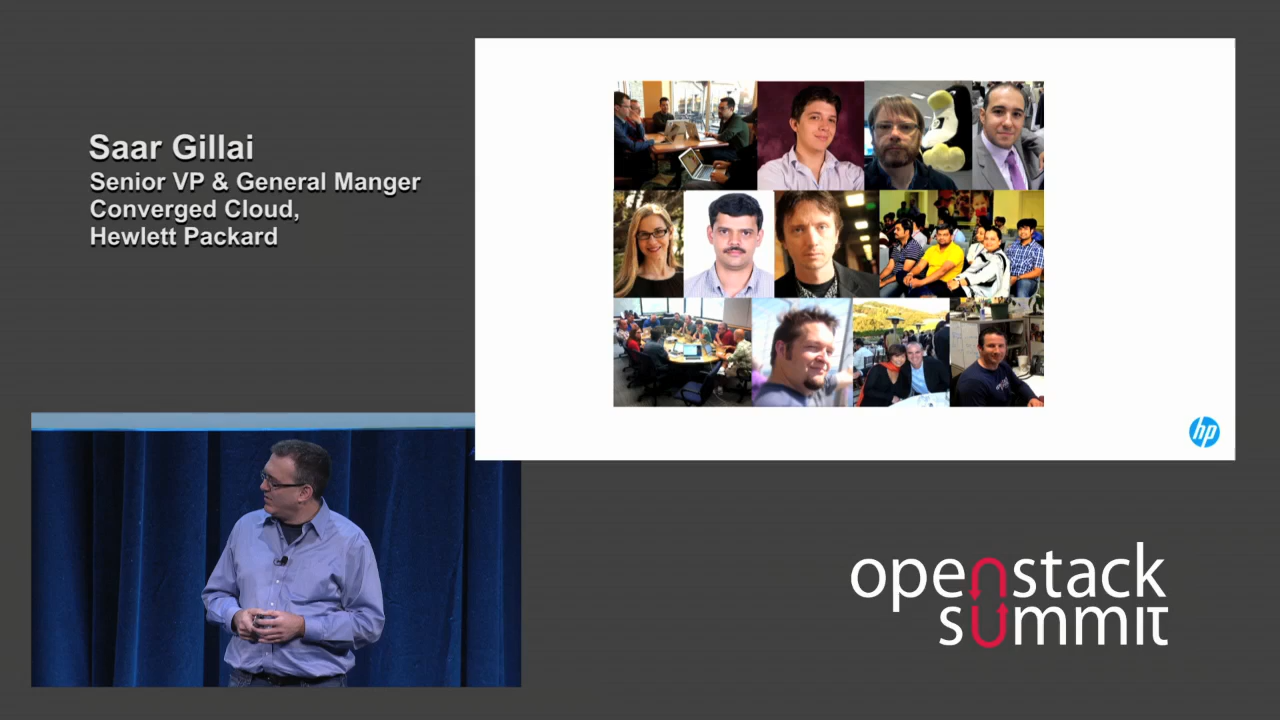 Saar Gillai
Senior VP & General Manger
Converged Cloud,
Hewlett Packard
hp
openstack
summit